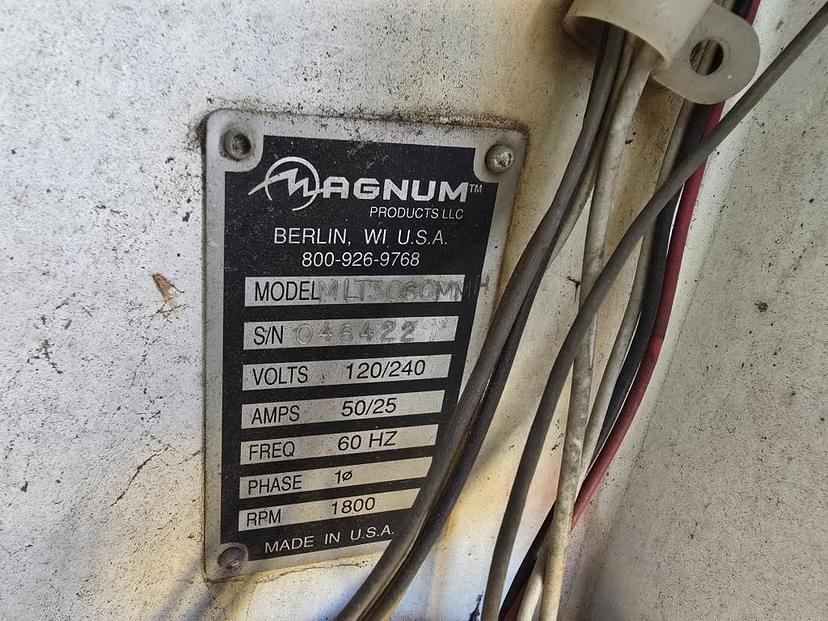 MAGNUM™
PRODUCTS LLC
BERLIN, WI U.S.A.
800-926-9768
MODEL MLT3060MMH
S/N
VOLTS 120/240
AMPS 50/25
FREQ 60 HZ
PHASE 1ø
RPM 1800
MADE IN U.S.A.